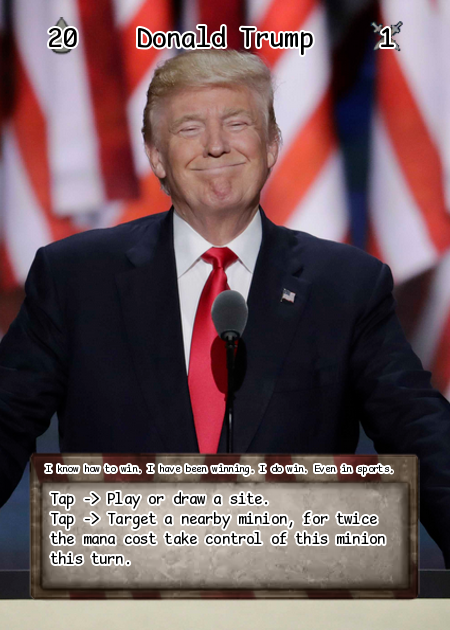 20 Donald Trump 1
I know how to win, I have been winning. I do win. Even in sports.
Tap -> Play or draw a site.
Tap -> Target a nearby minion, for twice
the mana cost take control of this minion
this turn.